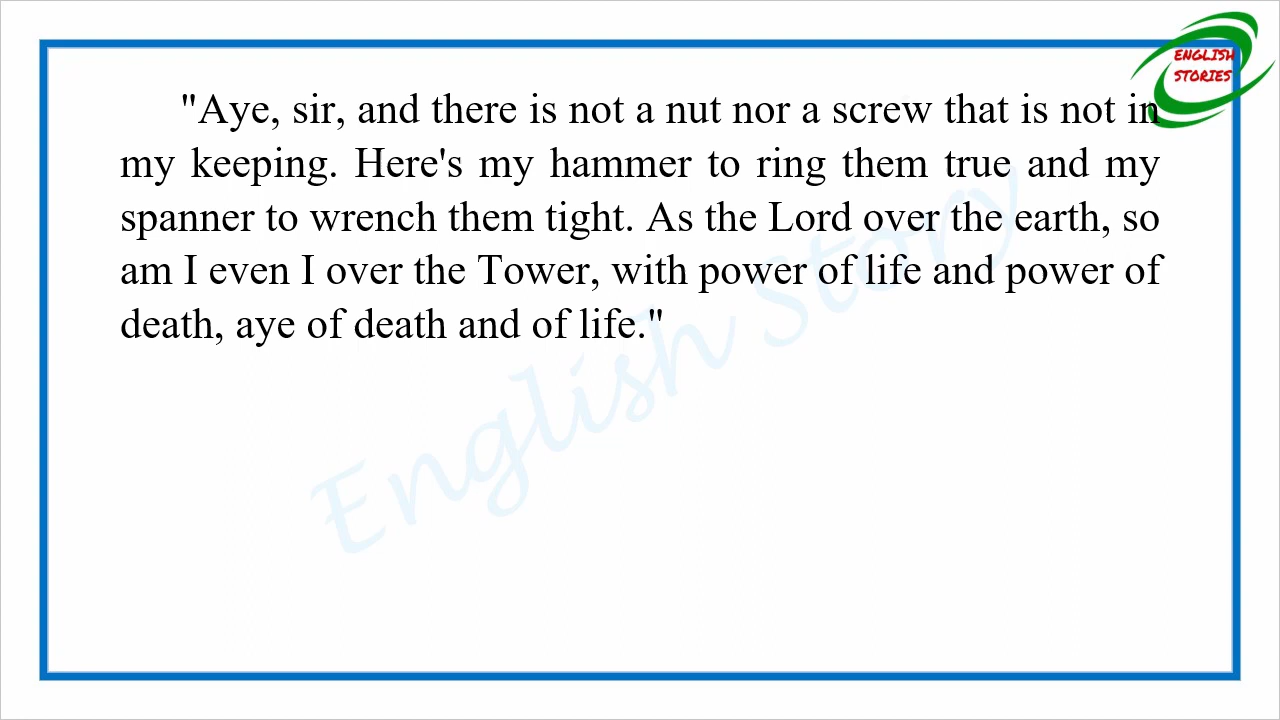 ENGLISH
STORIES
"Aye, sir, and there is not a nut nor a screw that is not in
my keeping. Here's my hammer to ring them true and my
spanner to wrench them tight. As the Lord over the earth, so
am I even I over the Tower, with power of life and power of
death, aye of death and of life."
English Story